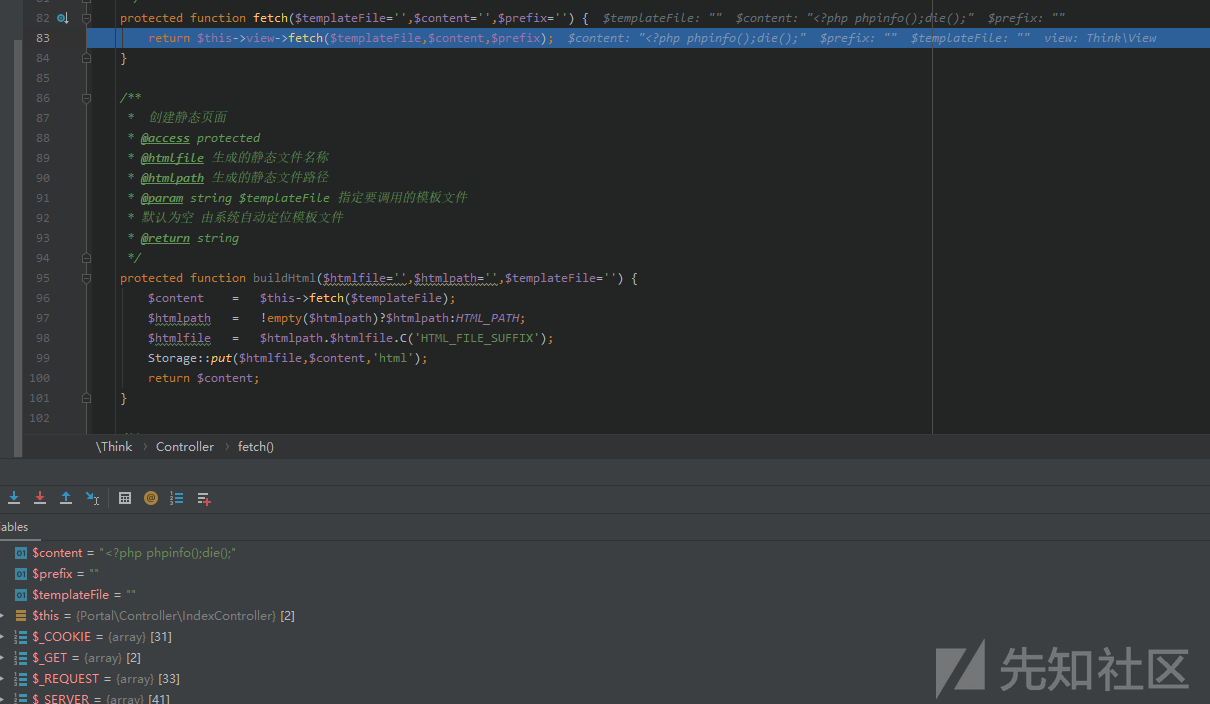 82 protected function fetch($templateFile='',$content='',$prefix='') { $templateFile: "" $content: "<?php phpinfo();die();" $prefix: ""
83 return $this->view->fetch($templateFile,$content,$prefix); $content: "<?php phpinfo();die();" $prefix: "" $templateFile: "" view: Think\View
84 }
85
86 /**
87 * 创建静态页面
88 * @access protected
89 * @htmlfile 生成的静态文件名称
90 * @htmlpath 生成的静态文件路径
91 * @param string $templateFile 指定要调用的模板文件
92 * 默认为空 由系统自动定位模板文件
93 * @return string
94 */
95 protected function buildHtml($htmlfile='',$htmlpath='',$templateFile='') {
96 $content = $this->fetch($templateFile);
97 $htmlpath = !empty($htmlpath)?$htmlpath:HTML_PATH;
98 $htmlfile = $htmlpath.$htmlfile.C('HTML_FILE_SUFFIX');
99 Storage::put($htmlfile,$content,'html');
100 return $content;
101 }
102
\Think › Controller › fetch()
ables
$content = "<?php phpinfo();die();"
$prefix = ""
$templateFile = ""
$this = {Portal\Controller\IndexController} [2]
$_COOKIE = {array} [31]
$_GET = {array} [2]
$_REQUEST = {array} [33]
$_SERVER = {array} [41]
先知社区